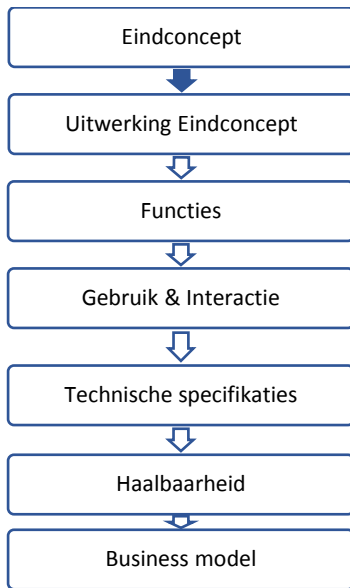 Eindconcept
Uitwerking Eindconcept
Functies
Gebruik & Interactie
Technische specifikaties
Haalbaarheid
Business model